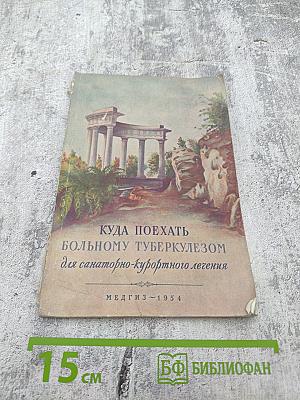 КУДА ПОЕХАТЬ
БОЛЬНОМУ ТУБЕРКУЛЕЗОМ
для санаторно-курортного лечения
МЕДГИЗ—1954
15 см
БФ БИБЛИОФАН